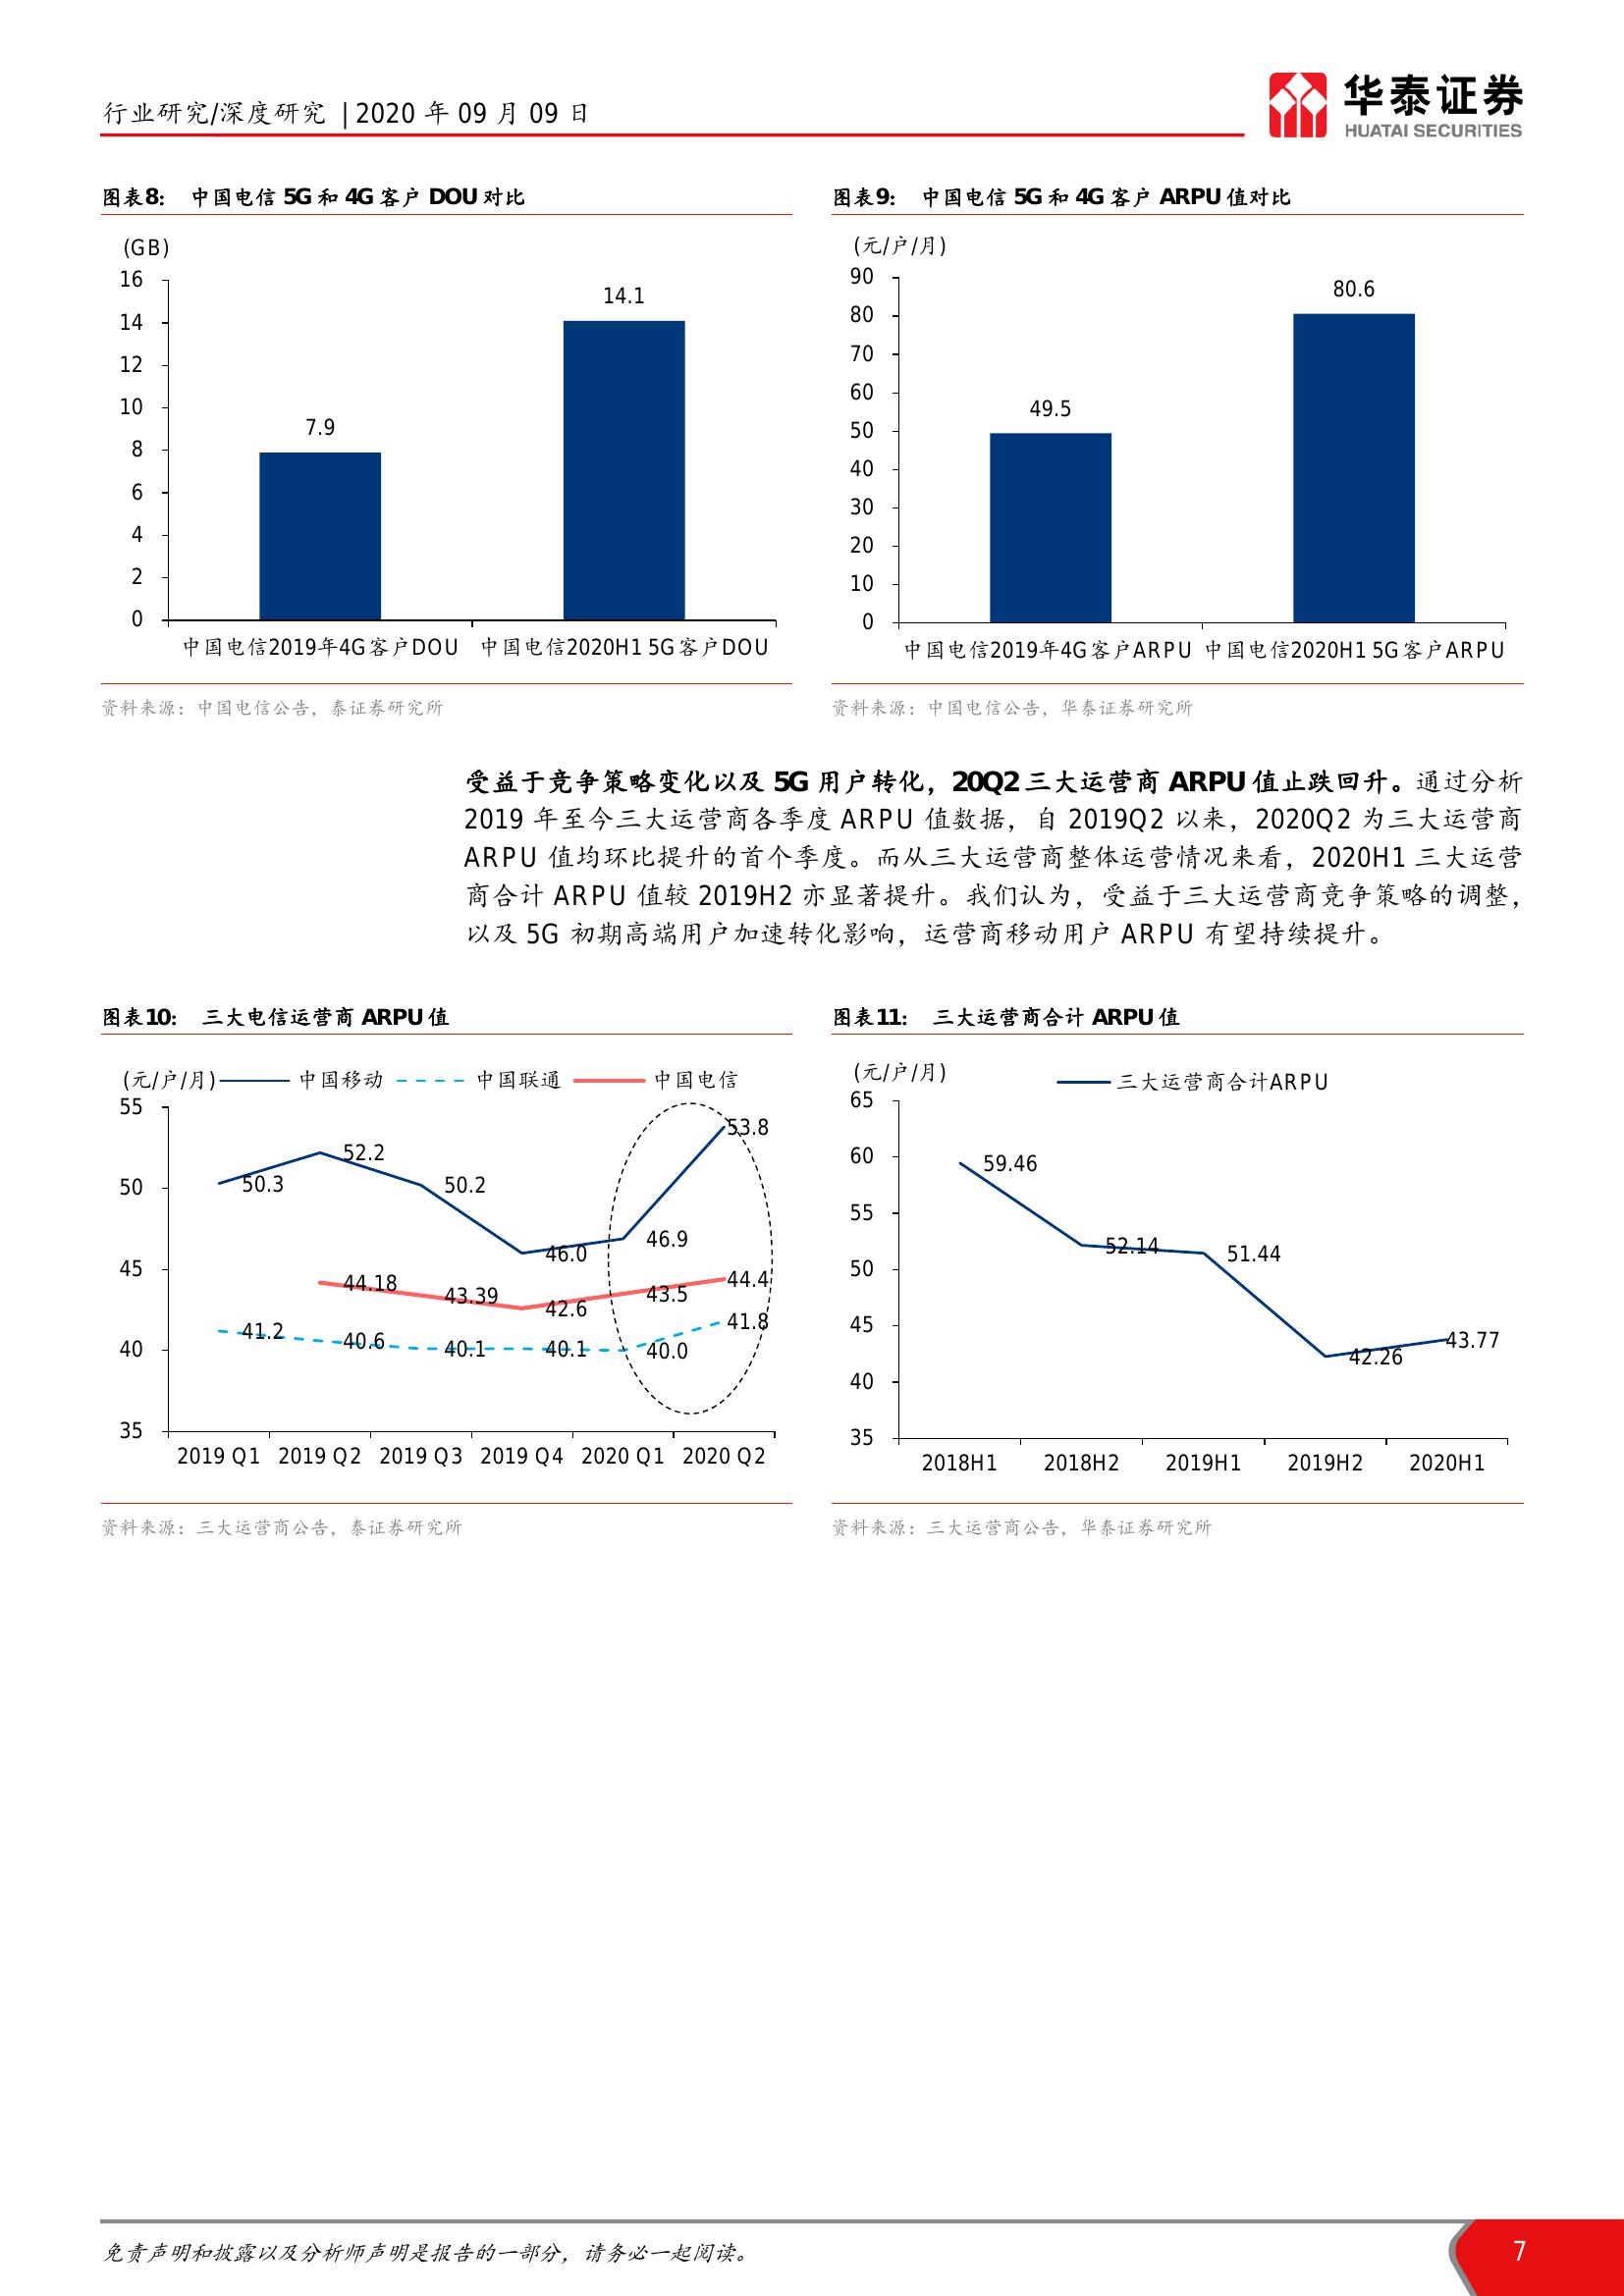 行业研究/深度研究 | 2020 年 09 月 09 日
华泰证券
HUATAI SECURITIES
图表8: 中国电信 5G 和 4G 客户 DOU 对比
(GB)
16
14
12
10
8
6
4
2
0
7.9
14.1
中国电信2019年4G客户DOU 中国电信2020H1 5G客户DOU
资料来源：中国电信公告，泰证券研究所
图表9: 中国电信 5G 和 4G 客户 ARPU 值对比
(元/户/月)
90
80
70
60
50
40
30
20
10
0
49.5
80.6
中国电信2019年4G客户ARPU 中国电信2020H1 5G客户ARPU
资料来源：中国电信公告，华泰证券研究所
受益于竞争策略变化以及 5G 用户转化，20Q2 三大运营商 ARPU 值止跌回升。通过分析
2019 年至今三大运营商各季度 ARPU 值数据，自 2019Q2 以来，2020Q2 为三大运营商
ARPU 值均环比提升的首个季度。而从三大运营商整体运营情况来看，2020H1 三大运营
商合计 ARPU 值较 2019H2 亦显著提升。我们认为，受益于三大运营商竞争策略的调整，
以及 5G 初期高端用户加速转化影响，运营商移动用户 ARPU 有望持续提升。
图表10: 三大电信运营商 ARPU 值
(元/户/月) 中国移动 中国联通 中国电信
55
50
45
40
35
50.3
52.2
50.2
46.0
46.9
53.8
44.18
43.39
42.6
43.5
44.4
41.2
40.6
40.1
40.1
40.0
41.8
2019 Q1 2019 Q2 2019 Q3 2019 Q4 2020 Q1 2020 Q2
资料来源：三大运营商公告，泰证券研究所
图表11: 三大运营商合计 ARPU 值
(元/户/月)
三大运营商合计ARPU
65
60
55
50
45
40
35
59.46
52.14
51.44
42.26
43.77
2018H1 2018H2 2019H1 2019H2 2020H1
资料来源：三大运营商公告，华泰证券研究所
免责声明和披露以及分析师声明是报告的一部分，请务必一起阅读。
7